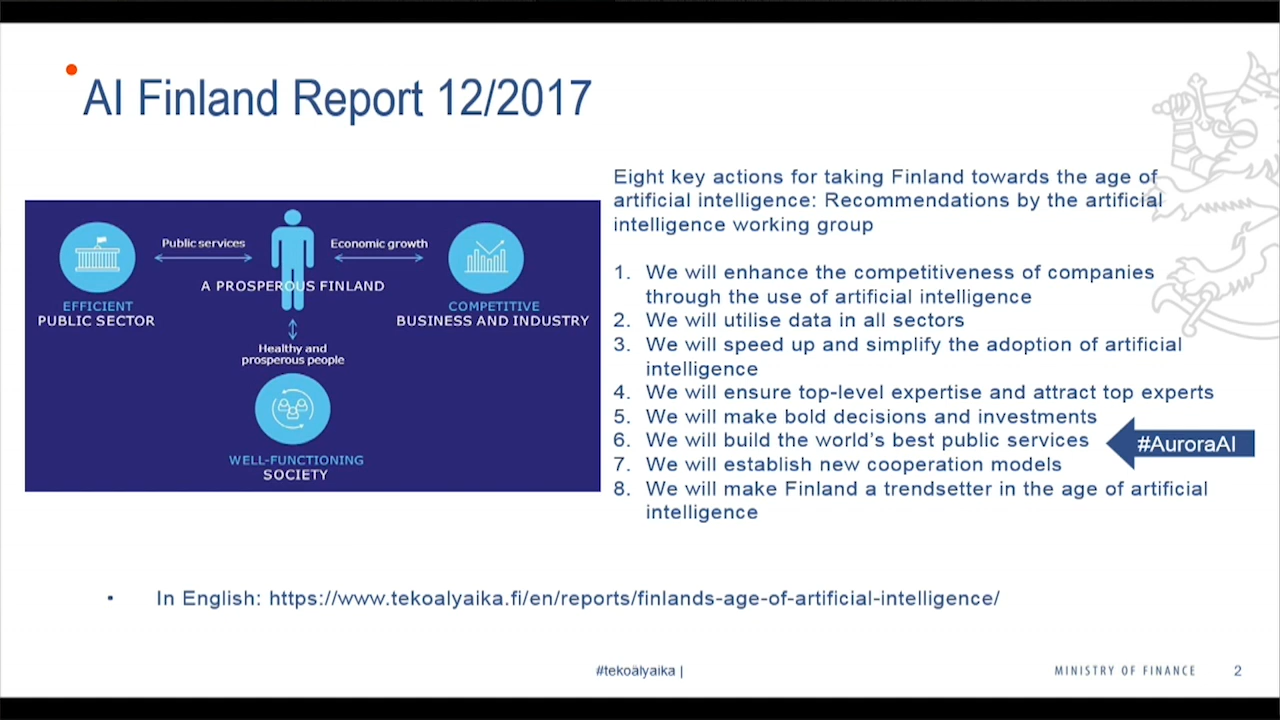 AI Finland Report 12/2017
Public services
Economic growth
A PROSPEROUS FINLAND
EFFICIENT
PUBLIC SECTOR
COMPETITIVE
BUSINESS AND INDUSTRY
Healthy and
prosperous people
WELL-FUNCTIONING
SOCIETY
Eight key actions for taking Finland towards the age of
artificial intelligence: Recommendations by the artificial
intelligence working group
1. We will enhance the competitiveness of companies
through the use of artificial intelligence
2. We will utilise data in all sectors
3. We will speed up and simplify the adoption of artificial
intelligence
4. We will ensure top-level expertise and attract top experts
5. We will make bold decisions and investments
6. We will build the world's best public services
#AuroraAI
7. We will establish new cooperation models
8. We will make Finland a trendsetter in the age of artificial
intelligence
▪ In English: https://www.tekoalyaika.fi/en/reports/finlands-age-of-artificial-intelligence/
#tekoälyaika |
MINISTRY OF FINANCE
2